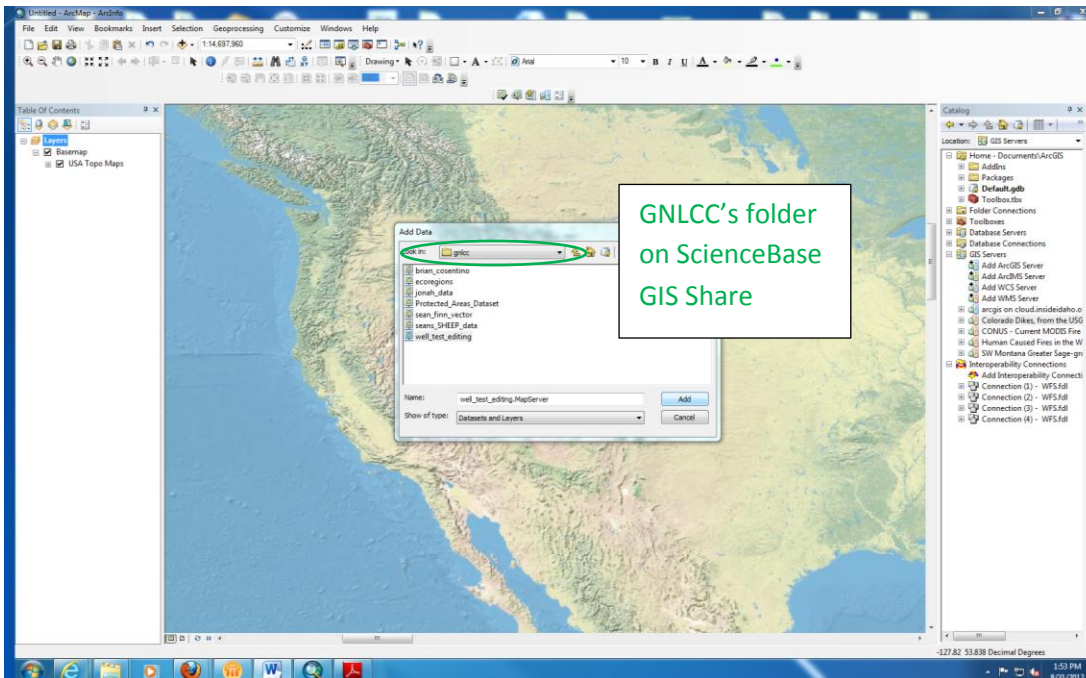 Untitled - ArcMap - ArcInfo
File Edit View Bookmarks Insert Selection Geoprocessing Customize Windows Help
1:14,697,960
Drawing
A
Arial
10
B I U A
Table Of Contents
Layers
Basemap
USA Topo Maps
Add Data
Look in: gnlcc
brian_cosentino
ecoregions
jonah_data
Protected_Areas_Dataset
sean_finn_vector
seans_SHEEP_data
well_test_editing
Name: well_test_editing.MapServer
Add
Show of type: Datasets and Layers
Cancel
GNLCC's folder
on ScienceBase
GIS Share
Catalog
Location: GIS Servers
Home - Documents\ArcGIS
AddIns
Packages
Default.gdb
Toolbox.tbx
Folder Connections
Toolboxes
Database Servers
Database Connections
GIS Servers
Add ArcGIS Server
Add ArcIMS Server
Add WCS Server
Add WMS Server
arcgis on cloud.insideidaho.o
Colorado Dikes, from the USG
CONUS - Current MODIS Fire
Human Caused Fires in the W
SW Montana Greater Sage-gr
Interoperability Connections
Add Interoperability Connecti
Connection (1) - WFS.fdl
Connection (2) - WFS.fdl
Connection (3) - WFS.fdl
Connection (4) - WFS.fdl
-127.82 53.838 Decimal Degrees
1:53 PM